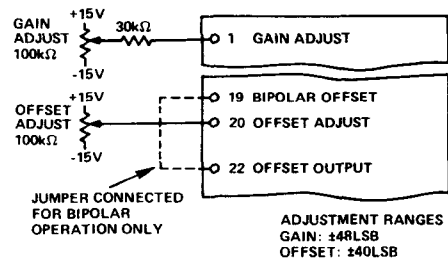 +15V
GAIN
ADJUST
100kΩ
30kΩ
-15V
1 GAIN ADJUST
+15V
OFFSET
ADJUST
100kΩ
-15V
19 BIPOLAR OFFSET
20 OFFSET ADJUST
22 OFFSET OUTPUT
JUMPER CONNECTED
FOR BIPOLAR
OPERATION ONLY
ADJUSTMENT RANGES
GAIN: ±48LSB
OFFSET: ±40LSB